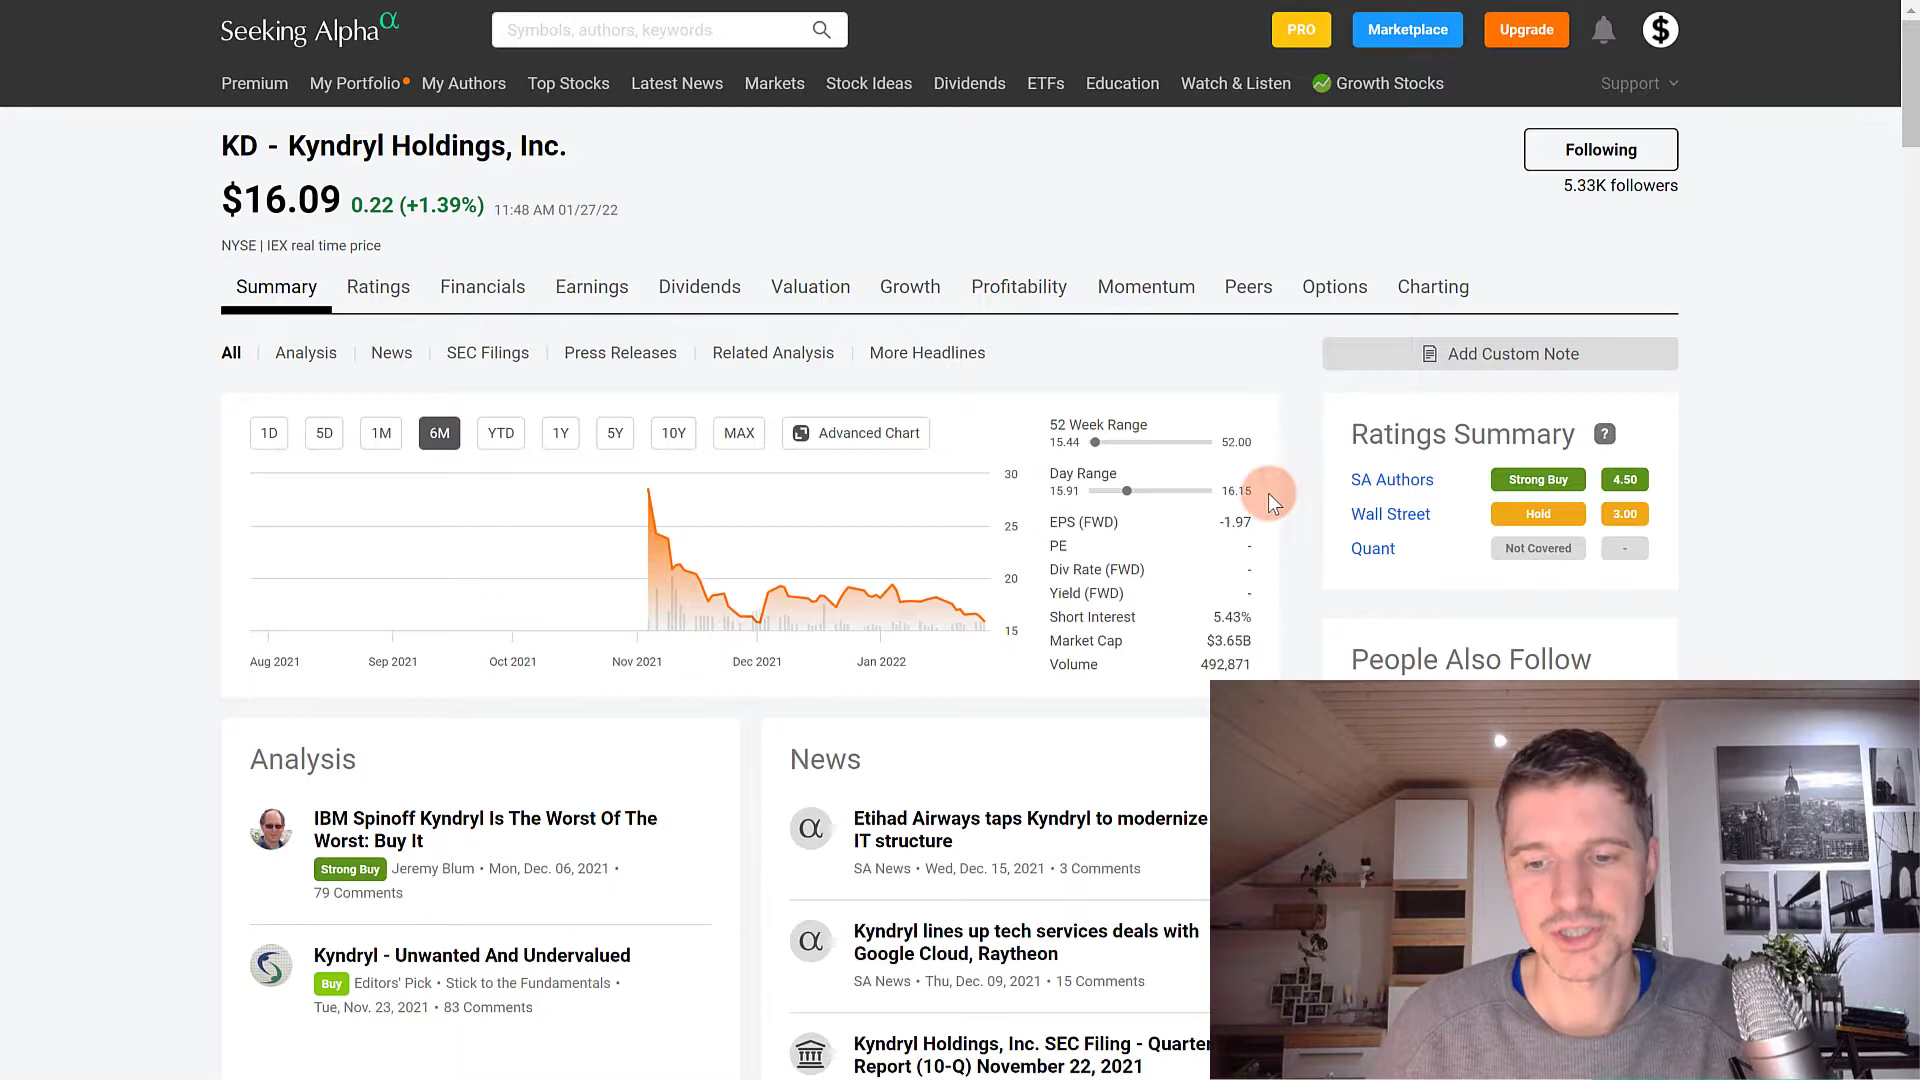 Seeking Alpha α
Symbols, authors, keywords
PRO
Marketplace
Upgrade
$
Premium
My Portfolio
My Authors
Top Stocks
Latest News
Markets
Stock Ideas
Dividends
ETFs
Education
Watch & Listen
Growth Stocks
Support
KD - Kyndryl Holdings, Inc.
Following
5.33K followers
$16.09 0.22 (+1.39%) 11:48 AM 01/27/22
NYSE | IEX real time price
Summary
Ratings
Financials
Earnings
Dividends
Valuation
Growth
Profitability
Momentum
Peers
Options
Charting
All
Analysis
News
SEC Filings
Press Releases
Related Analysis
More Headlines
Add Custom Note
1D
5D
1M
6M
YTD
1Y
5Y
10Y
MAX
Advanced Chart
30
25
20
15
Aug 2021
Sep 2021
Oct 2021
Nov 2021
Dec 2021
Jan 2022
52 Week Range
15.44 52.00
Day Range
15.91 16.15
EPS (FWD) -1.97
PE -
Div Rate (FWD) -
Yield (FWD) -
Short Interest 5.43%
Market Cap $3.65B
Volume 492,871
Ratings Summary ?
SA Authors Strong Buy 4.50
Wall Street Hold 3.00
Quant Not Covered -
People Also Follow
Analysis
IBM Spinoff Kyndryl Is The Worst Of The
Worst: Buy It
Strong Buy Jeremy Blum • Mon, Dec. 06, 2021 •
79 Comments
Kyndryl - Unwanted And Undervalued
Buy Editors' Pick • Stick to the Fundamentals •
Tue, Nov. 23, 2021 • 83 Comments
News
α
Etihad Airways taps Kyndryl to modernize
IT structure
SA News • Wed, Dec. 15, 2021 • 3 Comments
α
Kyndryl lines up tech services deals with
Google Cloud, Raytheon
SA News • Thu, Dec. 09, 2021 • 15 Comments
Kyndryl Holdings, Inc. SEC Filing - Quarter
Report (10-Q) November 22, 2021